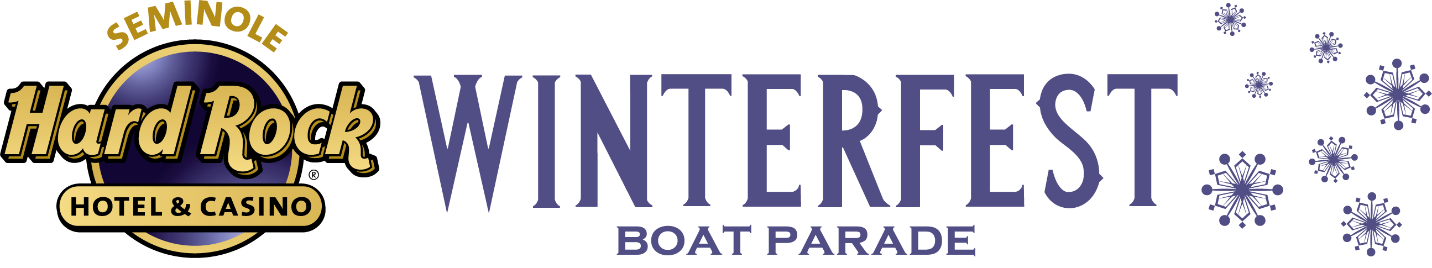 SEMINOLE
Hard Rock
®
HOTEL & CASINO
WINTERFEST
BOAT PARADE